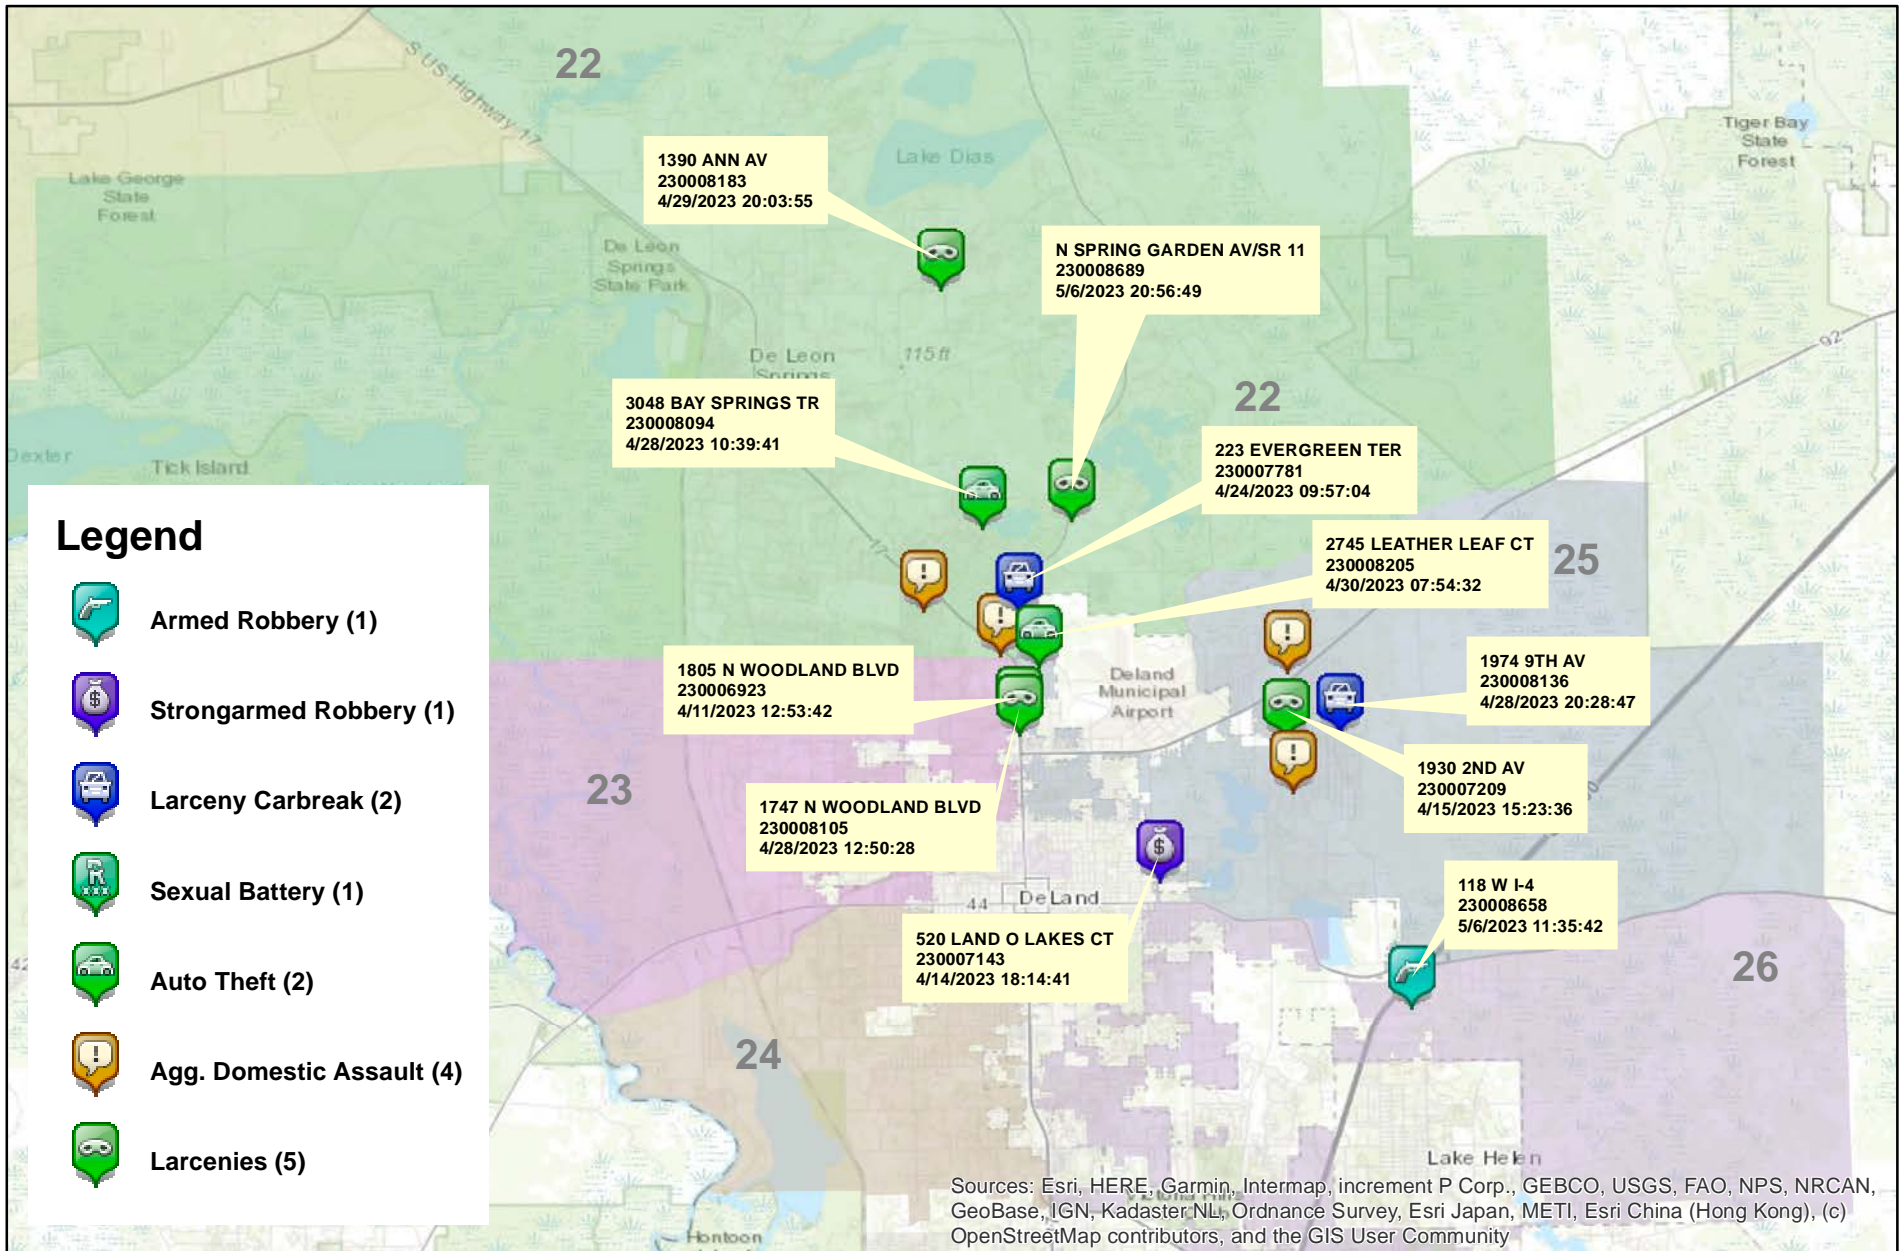 22
S US Highway 17
Tiger Bay
State
Forest
1390 ANN AV
230008183
4/29/2023 20:03:55
Lake Dias
Lake George
State
Forest
De Leon
Springs
State Park
N SPRING GARDEN AV/SR 11
230008689
5/6/2023 20:56:49
92
De Leon
Springs
115 ft
3048 BAY SPRINGS TR
230008094
4/28/2023 10:39:41
22
223 EVERGREEN TER
230007781
4/24/2023 09:57:04
Dexter
Tick Island
17
2745 LEATHER LEAF CT
230008205
4/30/2023 07:54:32
25
1805 N WOODLAND BLVD
230006923
4/11/2023 12:53:42
Deland
Municipal
Airport
1974 9TH AV
230008136
4/28/2023 20:28:47
23
1930 2ND AV
230007209
4/15/2023 15:23:36
1747 N WOODLAND BLVD
230008105
4/28/2023 12:50:28
44
DeLand
118 W I-4
230008658
5/6/2023 11:35:42
520 LAND O LAKES CT
230007143
4/14/2023 18:14:41
26
24
42
Legend
Armed Robbery (1)
Strongarmed Robbery (1)
Larceny Carbreak (2)
Sexual Battery (1)
Auto Theft (2)
Agg. Domestic Assault (4)
Larcenies (5)
Lake Helen
Hontoon
Sources: Esri, HERE, Garmin, Intermap, increment P Corp., GEBCO, USGS, FAO, NPS, NRCAN,
GeoBase, IGN, Kadaster NL, Ordnance Survey, Esri Japan, METI, Esri China (Hong Kong), (c)
OpenStreetMap contributors, and the GIS User Community